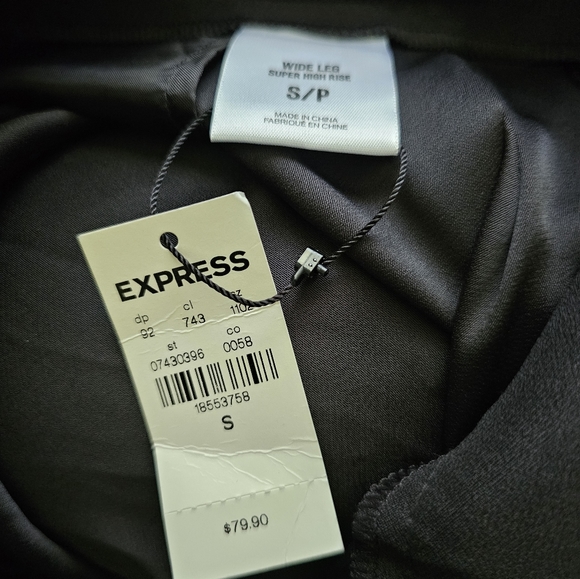 WIDE LEG
SUPER HIGH RISE
S/P
MADE IN CHINA
FABRIQUÉ EN CHINE
EXPRESS
dp cl sz
92 743 1102
st co
07430396 0058
18553758
S
$79.90